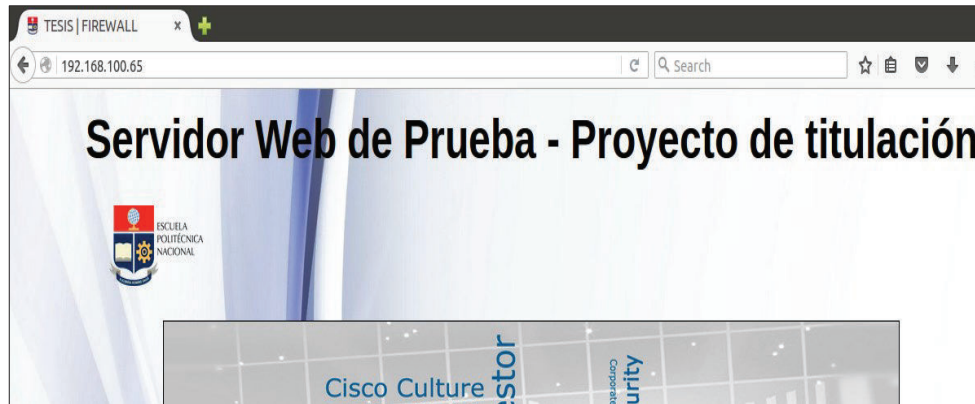 TESIS | FIREWALL
192.168.100.65
Search
Servidor Web de Prueba - Proyecto de titulación
ESCUELA
POLITÉCNICA
NACIONAL
Cisco Culture
Corporate